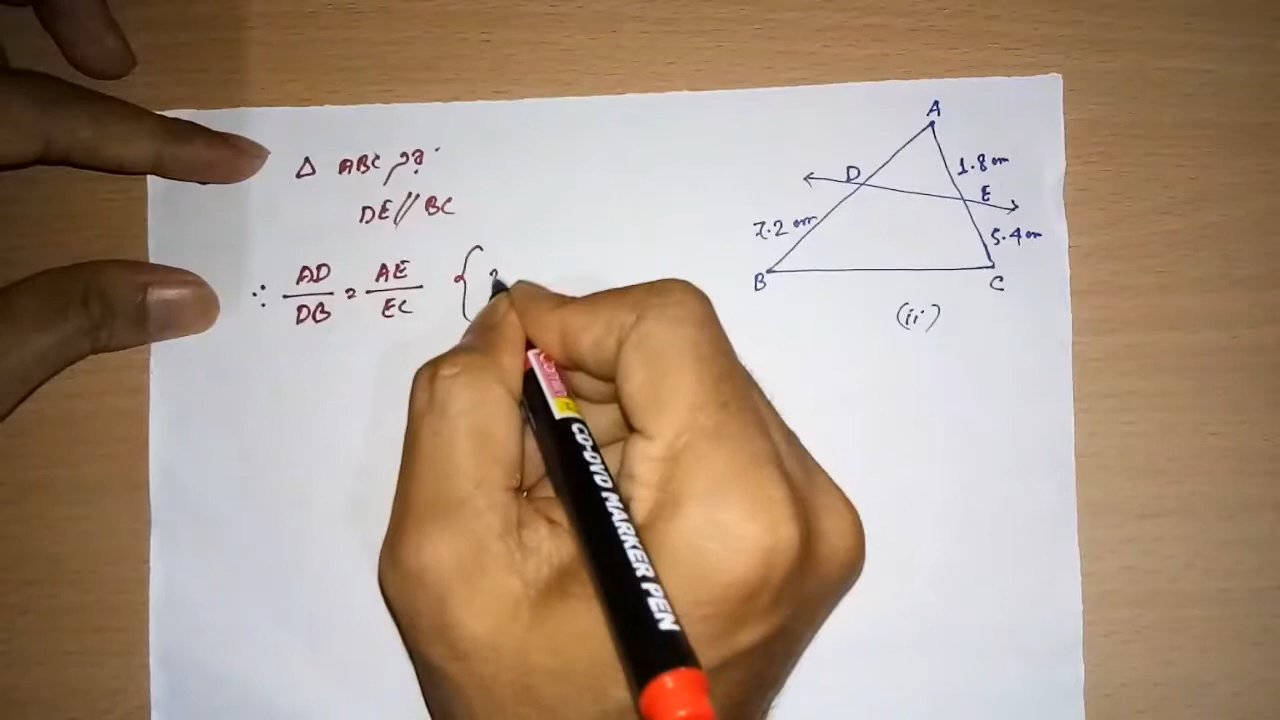 Δ ABC
DE // BC
∵ AD/DB = AE/EC {
A
1.8 cm
D
E
7.2 cm
5.4 cm
B
C
(ii)
CD-DVD MARKER PEN